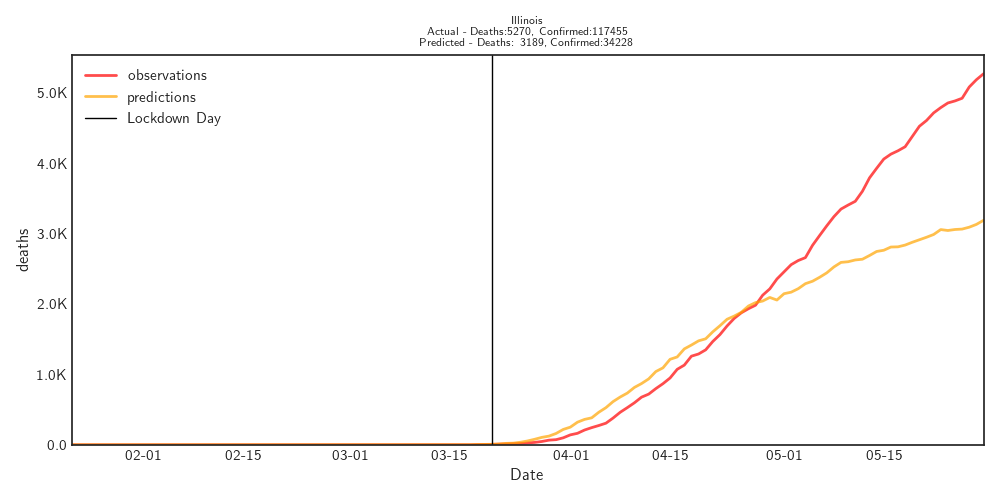 Illinois
Actual - Deaths:5270, Confirmed:117455
Predicted - Deaths: 3189, Confirmed:34228
observations
predictions
Lockdown Day
5.0K
4.0K
3.0K
2.0K
1.0K
0.0
deaths
02-01 02-15 03-01 03-15 04-01 04-15 05-01 05-15
Date